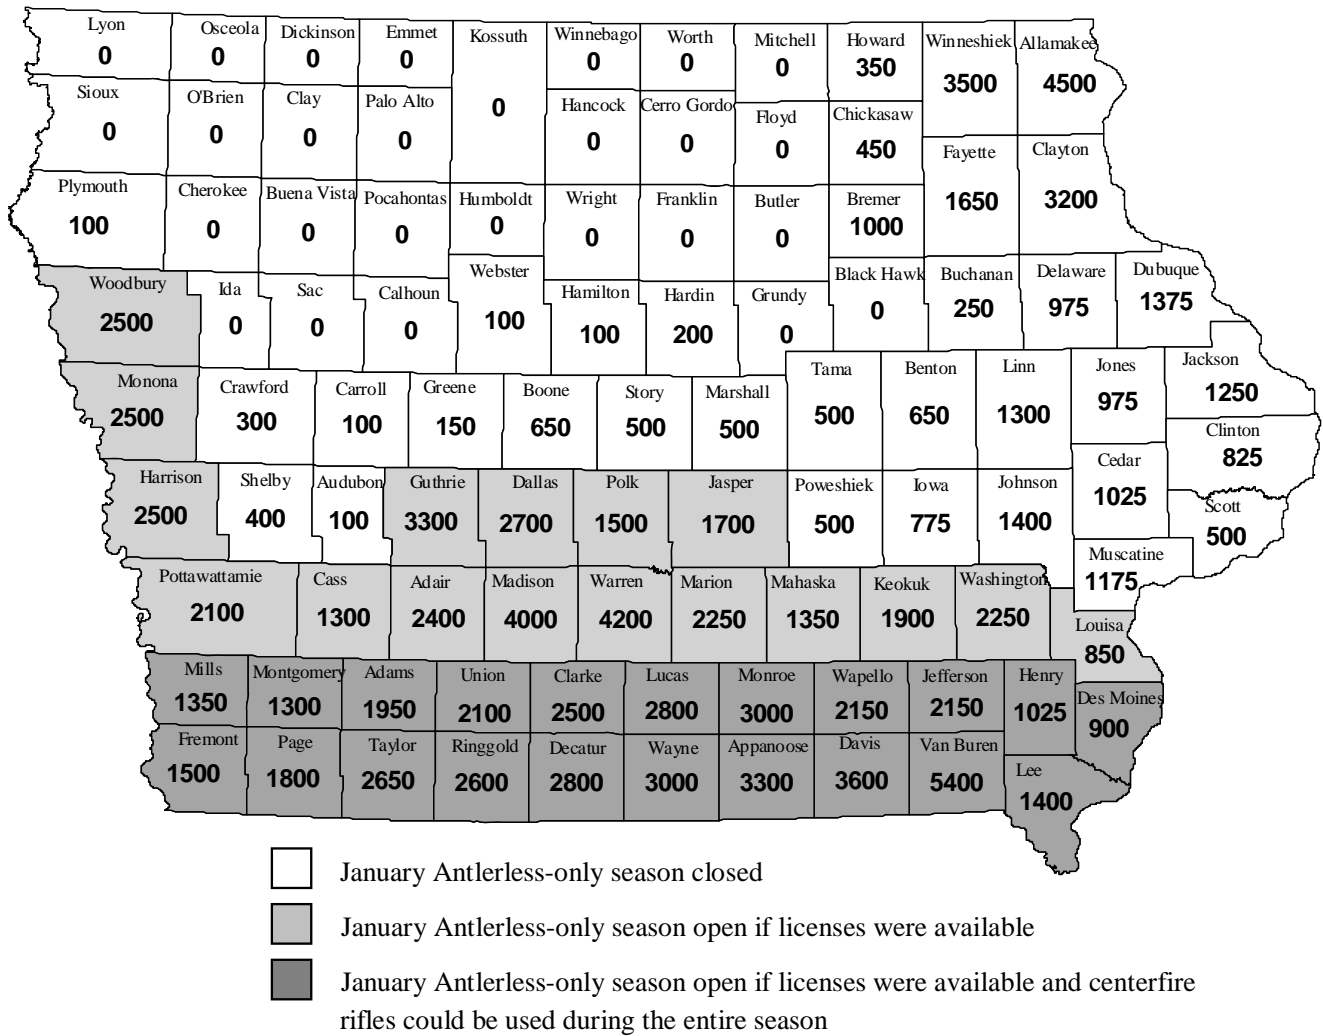 Lyon Osceola Dickinson Emmet Kossuth Winnebago Worth Mitchell Howard Winneshiek Allamakee
0 0 0 0 0 0 0 0 350 3500 4500
Sioux O'Brien Clay Palo Alto Hancock Cerro Gordo Floyd Chickasaw Fayette Clayton
0 0 0 0 0 0 0 450 1650 3200
Plymouth Cherokee Buena Vista Pocahontas Humboldt Wright Franklin Butler Bremer
100 0 0 0 0 0 0 0 1000
Woodbury Ida Sac Calhoun Webster Hamilton Hardin Grundy Black Hawk Buchanan Delaware Dubuque
2500 0 0 0 100 100 200 0 0 250 975 1375
Monona Crawford Carroll Greene Boone Story Marshall Tama Benton Linn Jones Jackson
2500 300 100 150 650 500 500 500 650 1300 975 1250
Clinton
825
Harrison Shelby Audubon Guthrie Dallas Polk Jasper Poweshiek Iowa Johnson Cedar Scott
2500 400 100 3300 2700 1500 1700 500 775 1400 1025 500
Muscatine
1175
Pottawattamie Cass Adair Madison Warren Marion Mahaska Keokuk Washington Louisa
2100 1300 2400 4000 4200 2250 1350 1900 2250 850
Mills Montgomery Adams Union Clarke Lucas Monroe Wapello Jefferson Henry Des Moines
1350 1300 1950 2100 2500 2800 3000 2150 2150 1025 900
Fremont Page Taylor Ringgold Decatur Wayne Appanoose Davis Van Buren Lee
1500 1800 2650 2600 2800 3000 3300 3600 5400 1400
January Antlerless-only season closed
January Antlerless-only season open if licenses were available
January Antlerless-only season open if licenses were available and centerfire
rifles could be used during the entire season